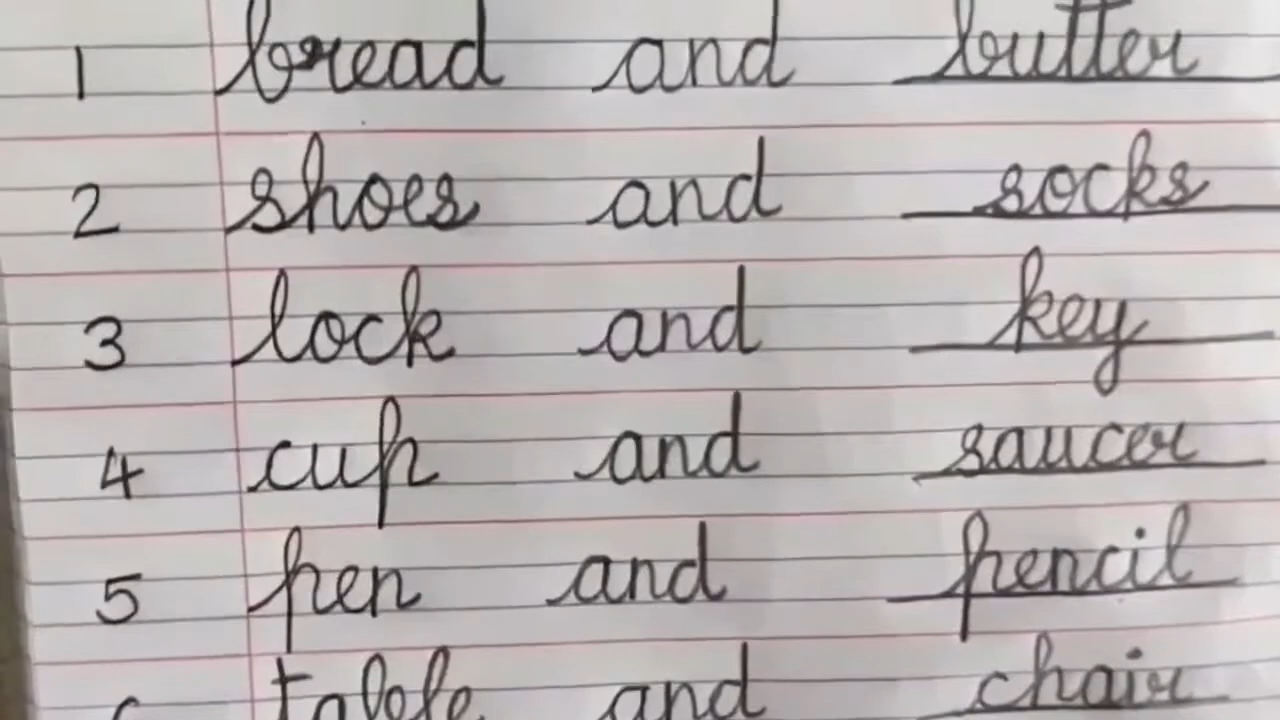 1 bread and butter
2 shoes and socks
3 lock and key
4 cup and saucer
5 pen and pencil
table and chair